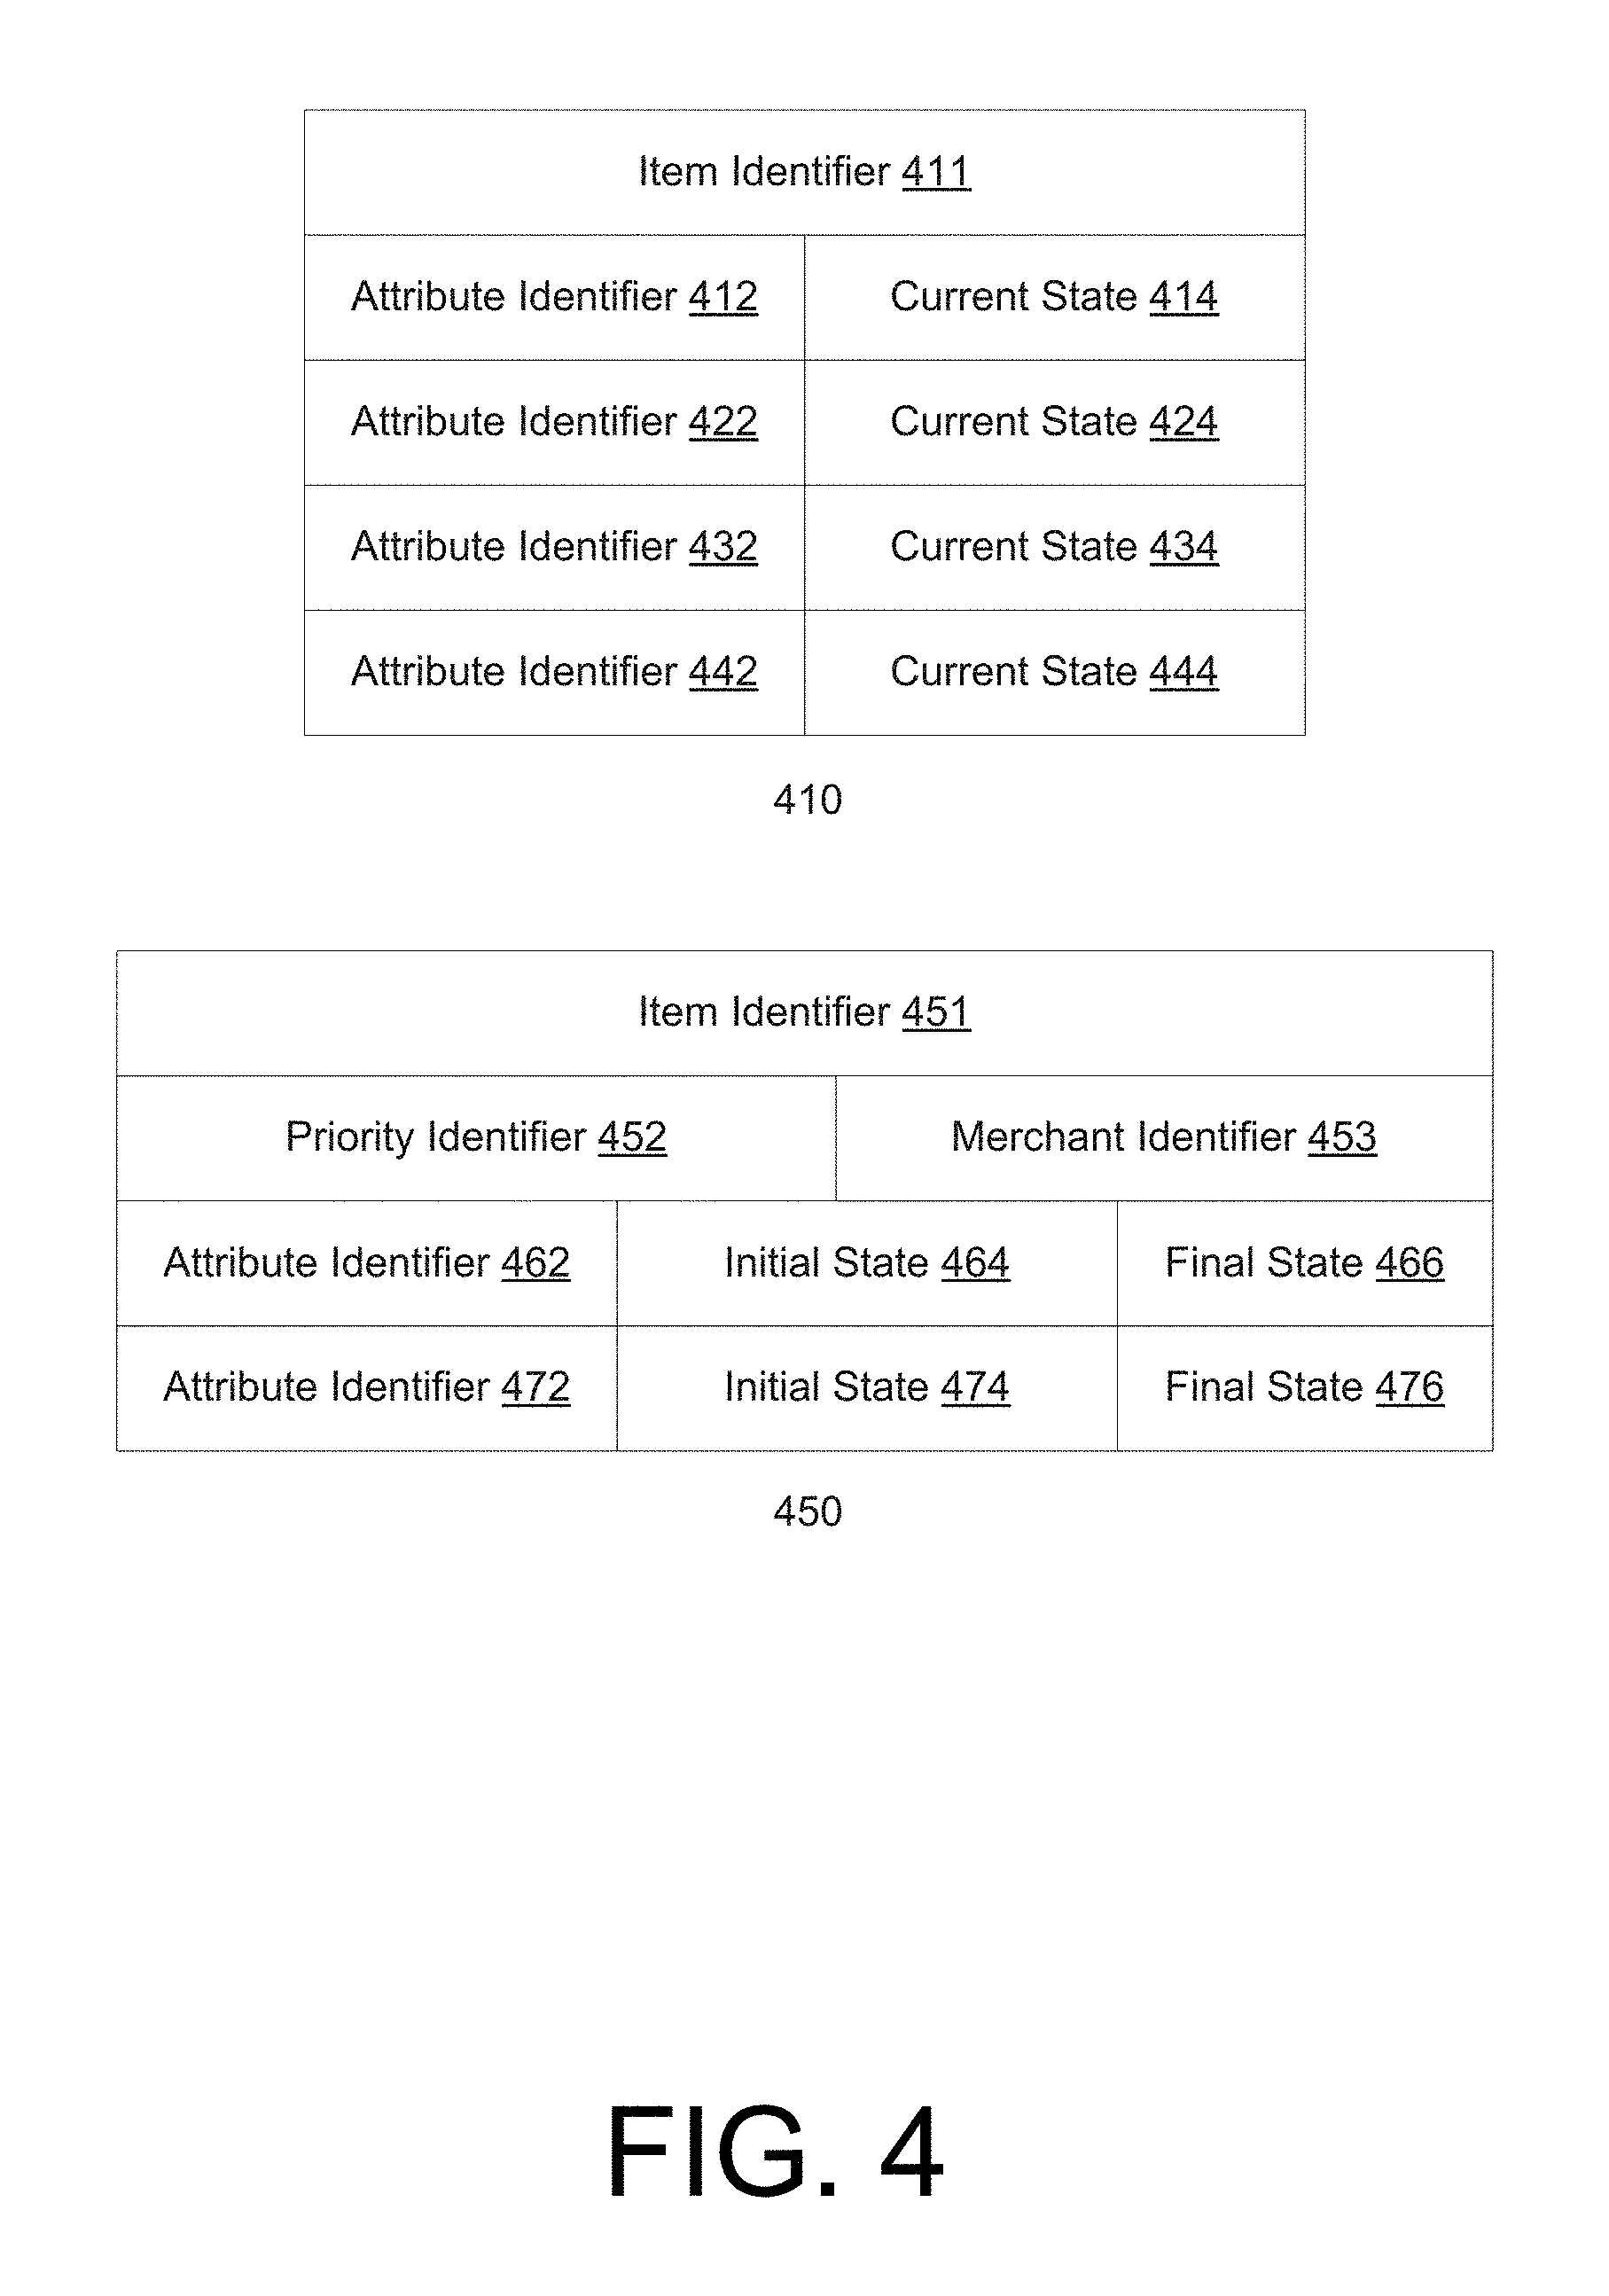 Item Identifier 411
Attribute Identifier 412 Current State 414
Attribute Identifier 422 Current State 424
Attribute Identifier 432 Current State 434
Attribute Identifier 442 Current State 444
410
Item Identifier 451
Priority Identifier 452 Merchant Identifier 453
Attribute Identifier 462 Initial State 464 Final State 466
Attribute Identifier 472 Initial State 474 Final State 476
450
FIG. 4